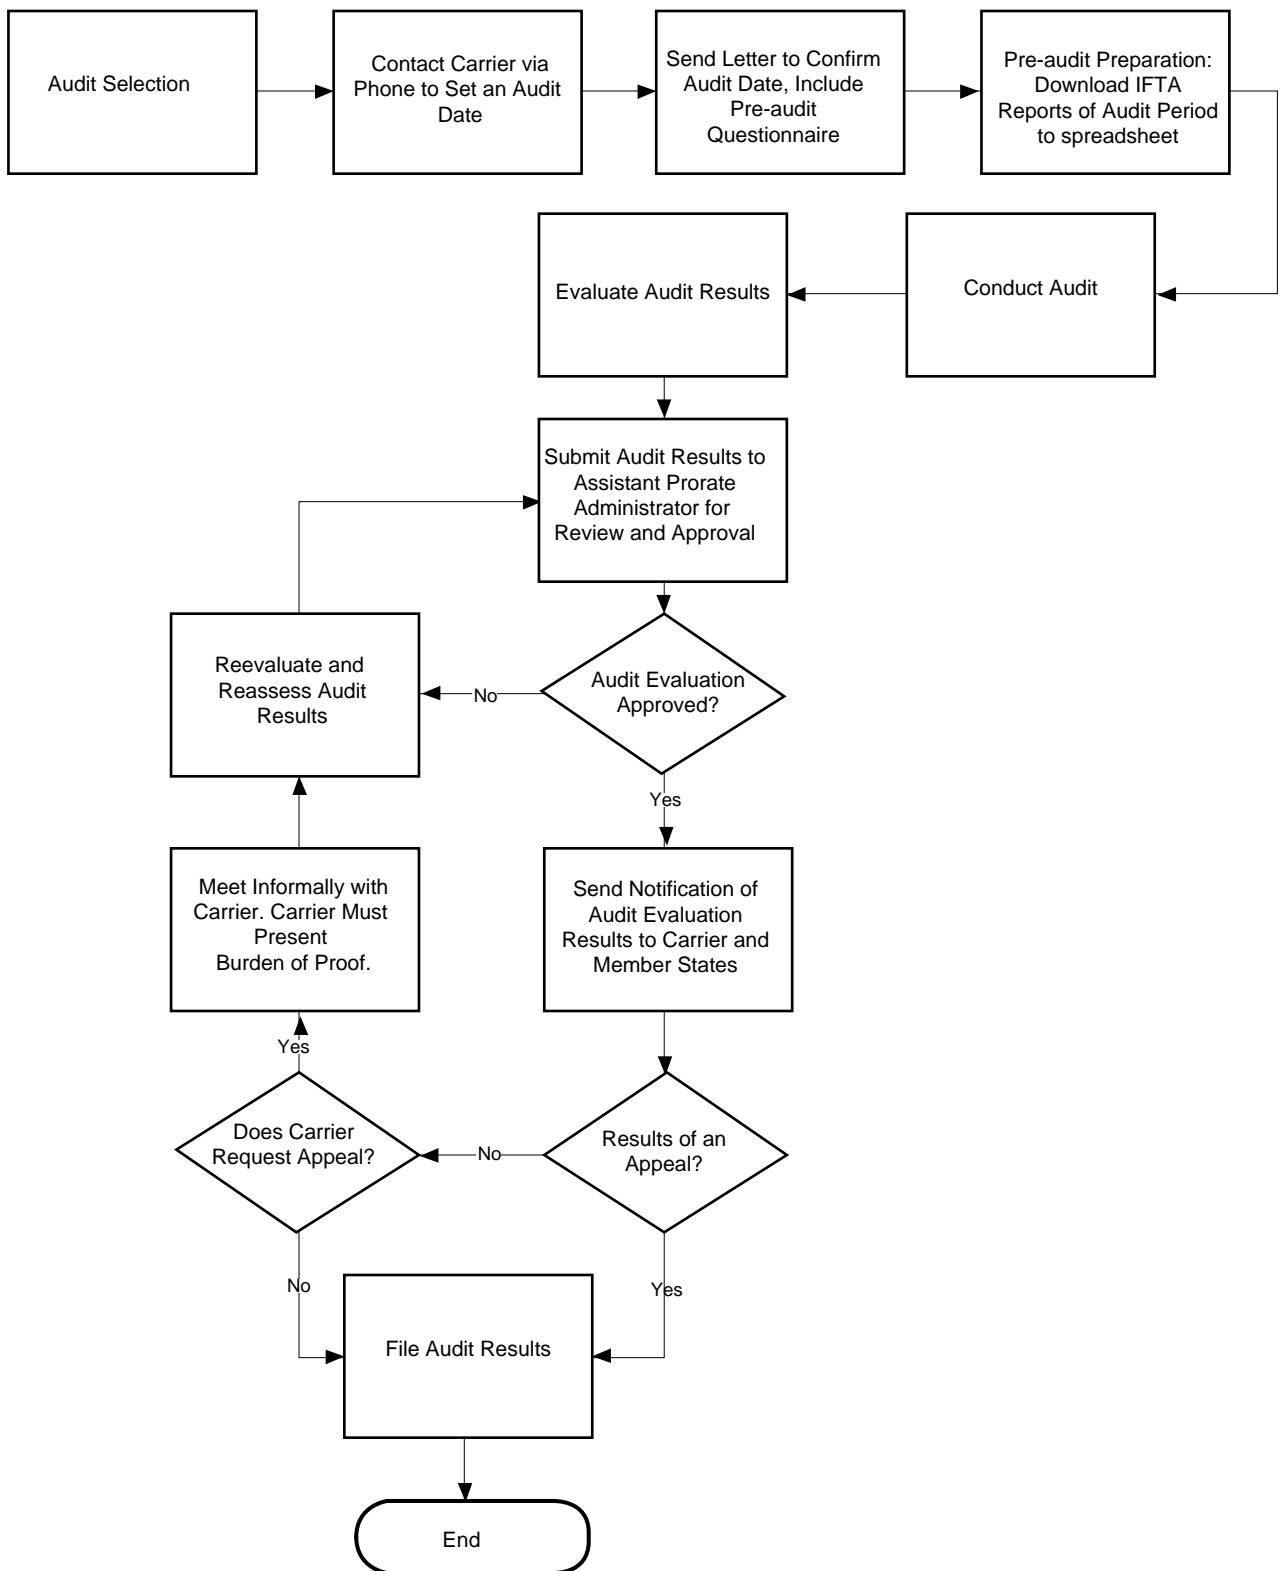 Audit Selection
Contact Carrier via
Phone to Set an Audit
Date
Send Letter to Confirm
Audit Date, Include
Pre-audit
Questionnaire
Pre-audit Preparation:
Download IFTA
Reports of Audit Period
to spreadsheet
Evaluate Audit Results
Conduct Audit
Submit Audit Results to
Assistant Prorate
Administrator for
Review and Approval
Reevaluate and
Reassess Audit
Results
No
Audit Evaluation
Approved?
Yes
Meet Informally with
Carrier. Carrier Must
Present
Burden of Proof.
Send Notification of
Audit Evaluation
Results to Carrier and
Member States
Yes
Does Carrier
Request Appeal?
No
Results of an
Appeal?
No
Yes
File Audit Results
End